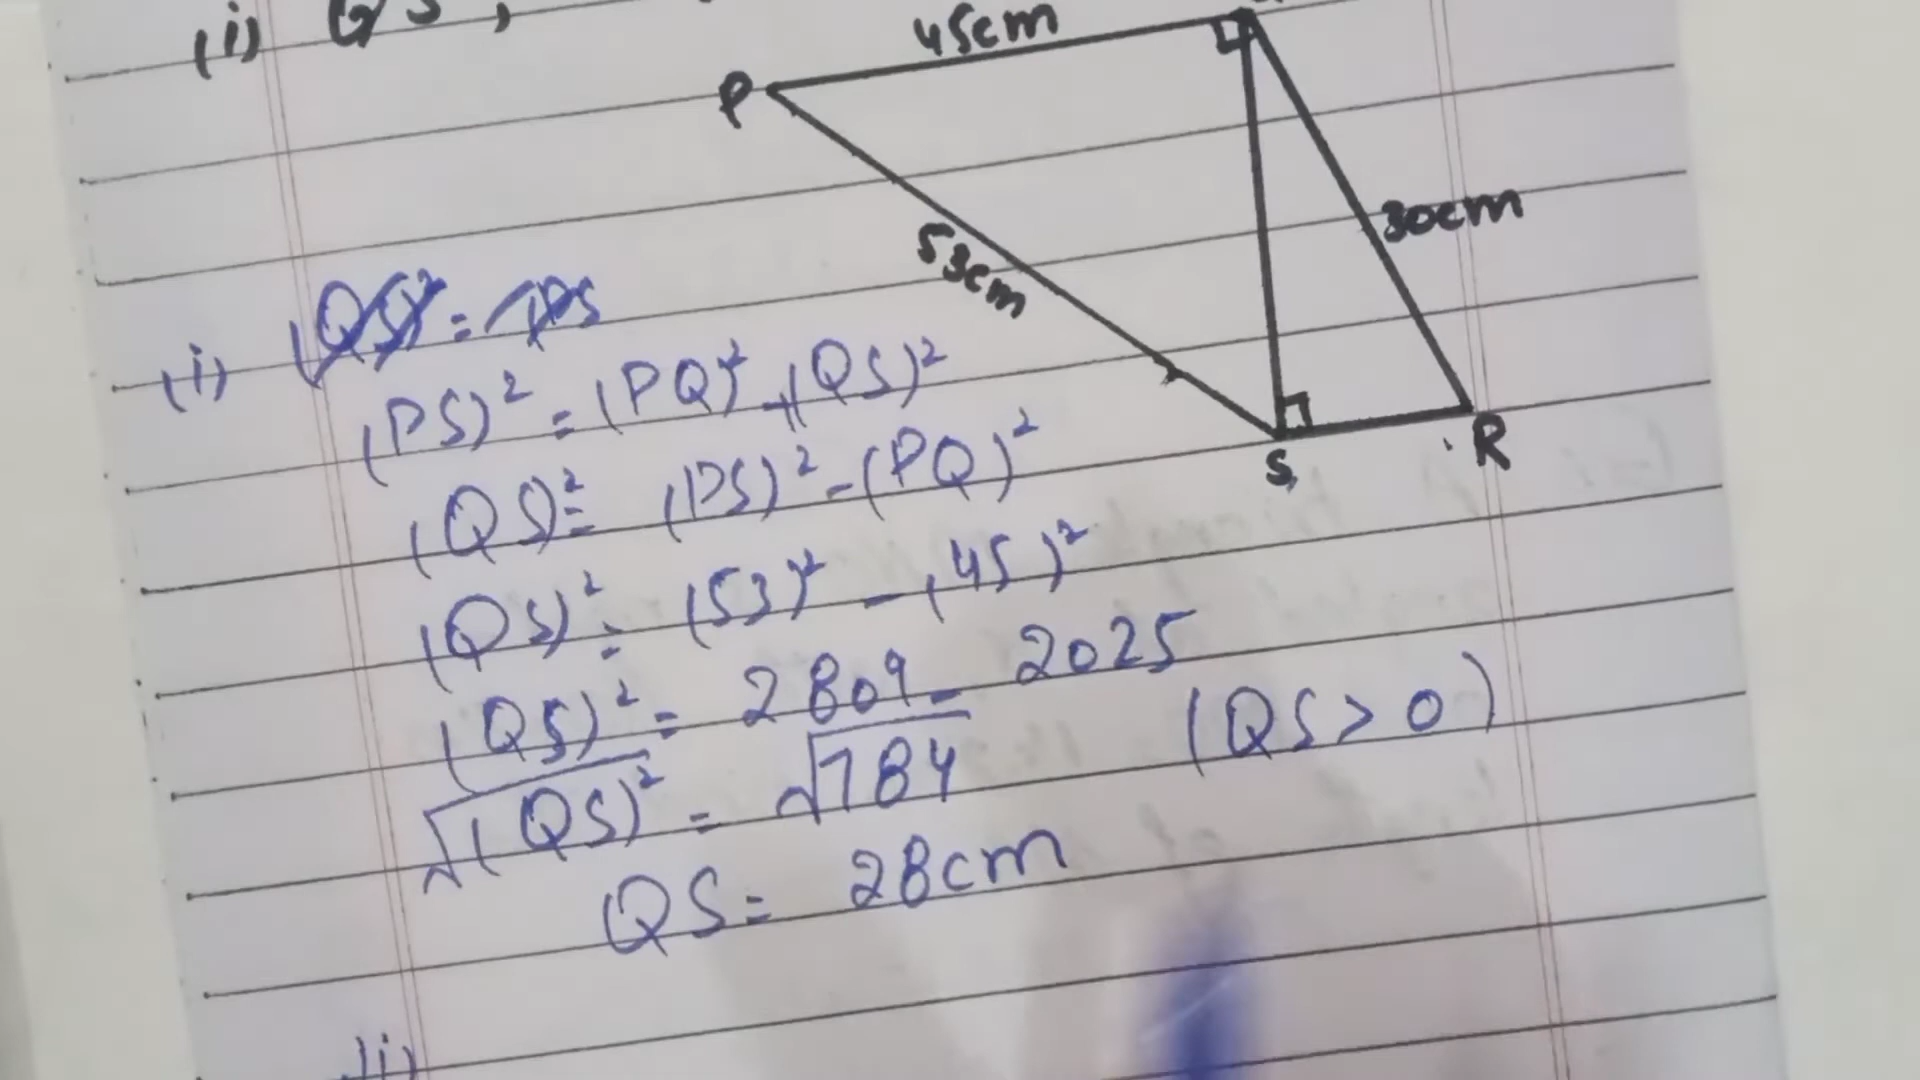 (i) QS,
45cm
P
30cm
53cm
S
R
(i) (QS)² = PS
(PS)² = (PQ)² + (QS)²
(QS)² = (PS)² - (PQ)²
(QS)² = (53)² - (45)²
(QS)² = 2809 - 2025
√(QS)² = √784 (QS > 0)
QS = 28cm